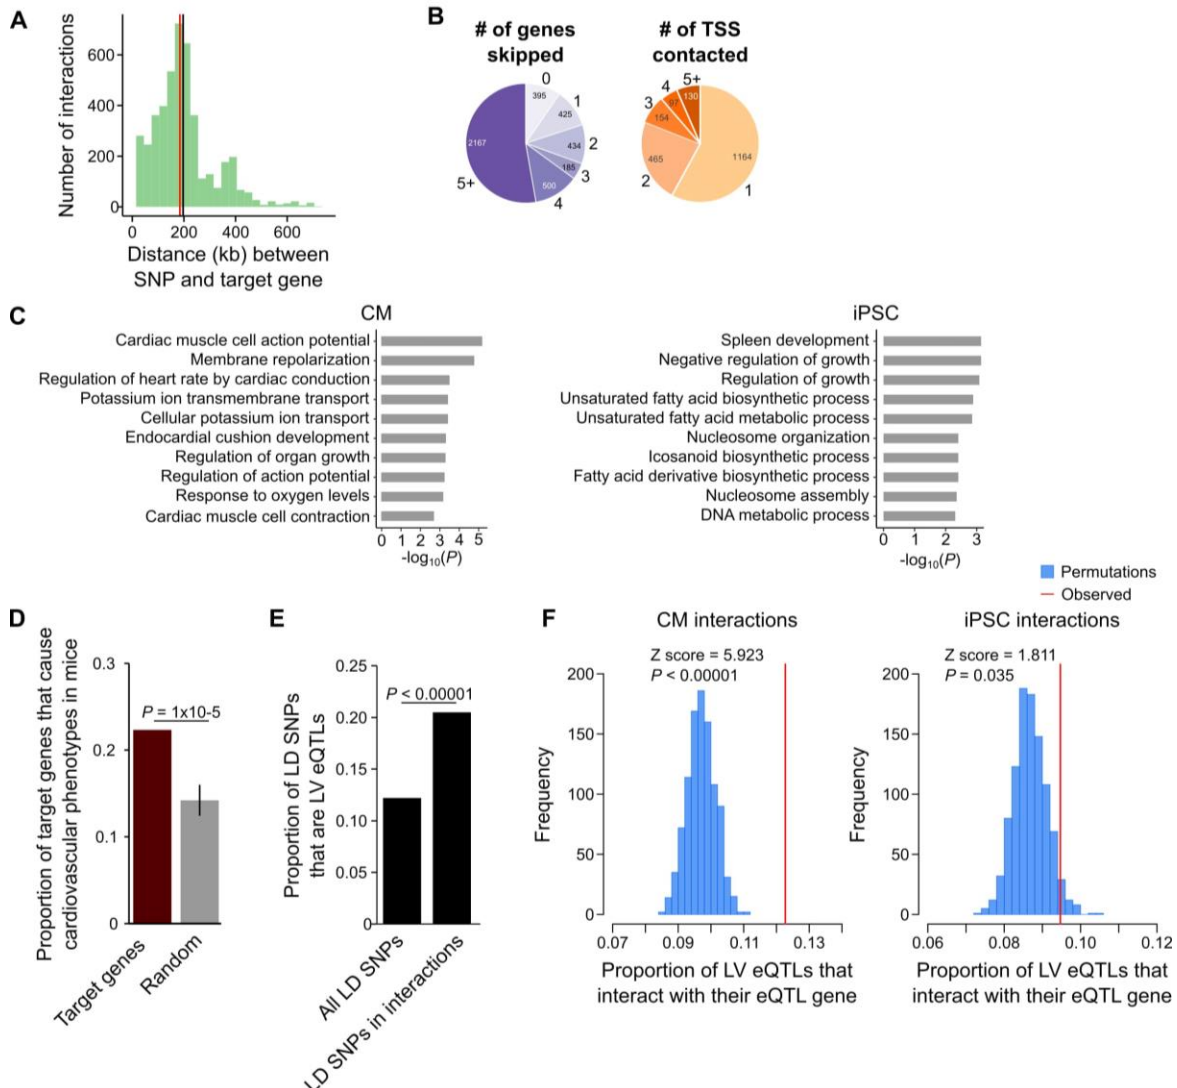 A
Number of interactions
600
400
200
0
0 200 400 600
Distance (kb) between
SNP and target gene
B
# of genes
skipped
0
395
1
425
2
434
3
185
4
500
5+
2167
# of TSS
contacted
5+
130
4
97
3
154
2
465
1
1164
C
CM
Cardiac muscle cell action potential
Membrane repolarization
Regulation of heart rate by cardiac conduction
Potassium ion transmembrane transport
Cellular potassium ion transport
Endocardial cushion development
Regulation of organ growth
Regulation of action potential
Response to oxygen levels
Cardiac muscle cell contraction
0 1 2 3 4 5
-log₁₀(P)
iPSC
Spleen development
Negative regulation of growth
Regulation of growth
Unsaturated fatty acid biosynthetic process
Unsaturated fatty acid metabolic process
Nucleosome organization
Icosanoid biosynthetic process
Fatty acid derivative biosynthetic process
Nucleosome assembly
DNA metabolic process
0 1 2 3
-log₁₀(P)
Permutations
Observed
D
Proportion of target genes that cause
cardiovascular phenotypes in mice
0.3
0.2
0.1
0
P = 1x10-5
Target genes
Random
E
Proportion of LD SNPs
that are LV eQTLs
0.25
0.20
0.15
0.10
0.05
0
P < 0.00001
All LD SNPs
LD SNPs in interactions
F
CM interactions
Z score = 5.923
P < 0.00001
Frequency
200
150
100
50
0
0.07 0.09 0.11 0.13
Proportion of LV eQTLs that
interact with their eQTL gene
iPSC interactions
Z score = 1.811
P = 0.035
Frequency
200
150
100
50
0
0.06 0.08 0.10 0.12
Proportion of LV eQTLs that
interact with their eQTL gene